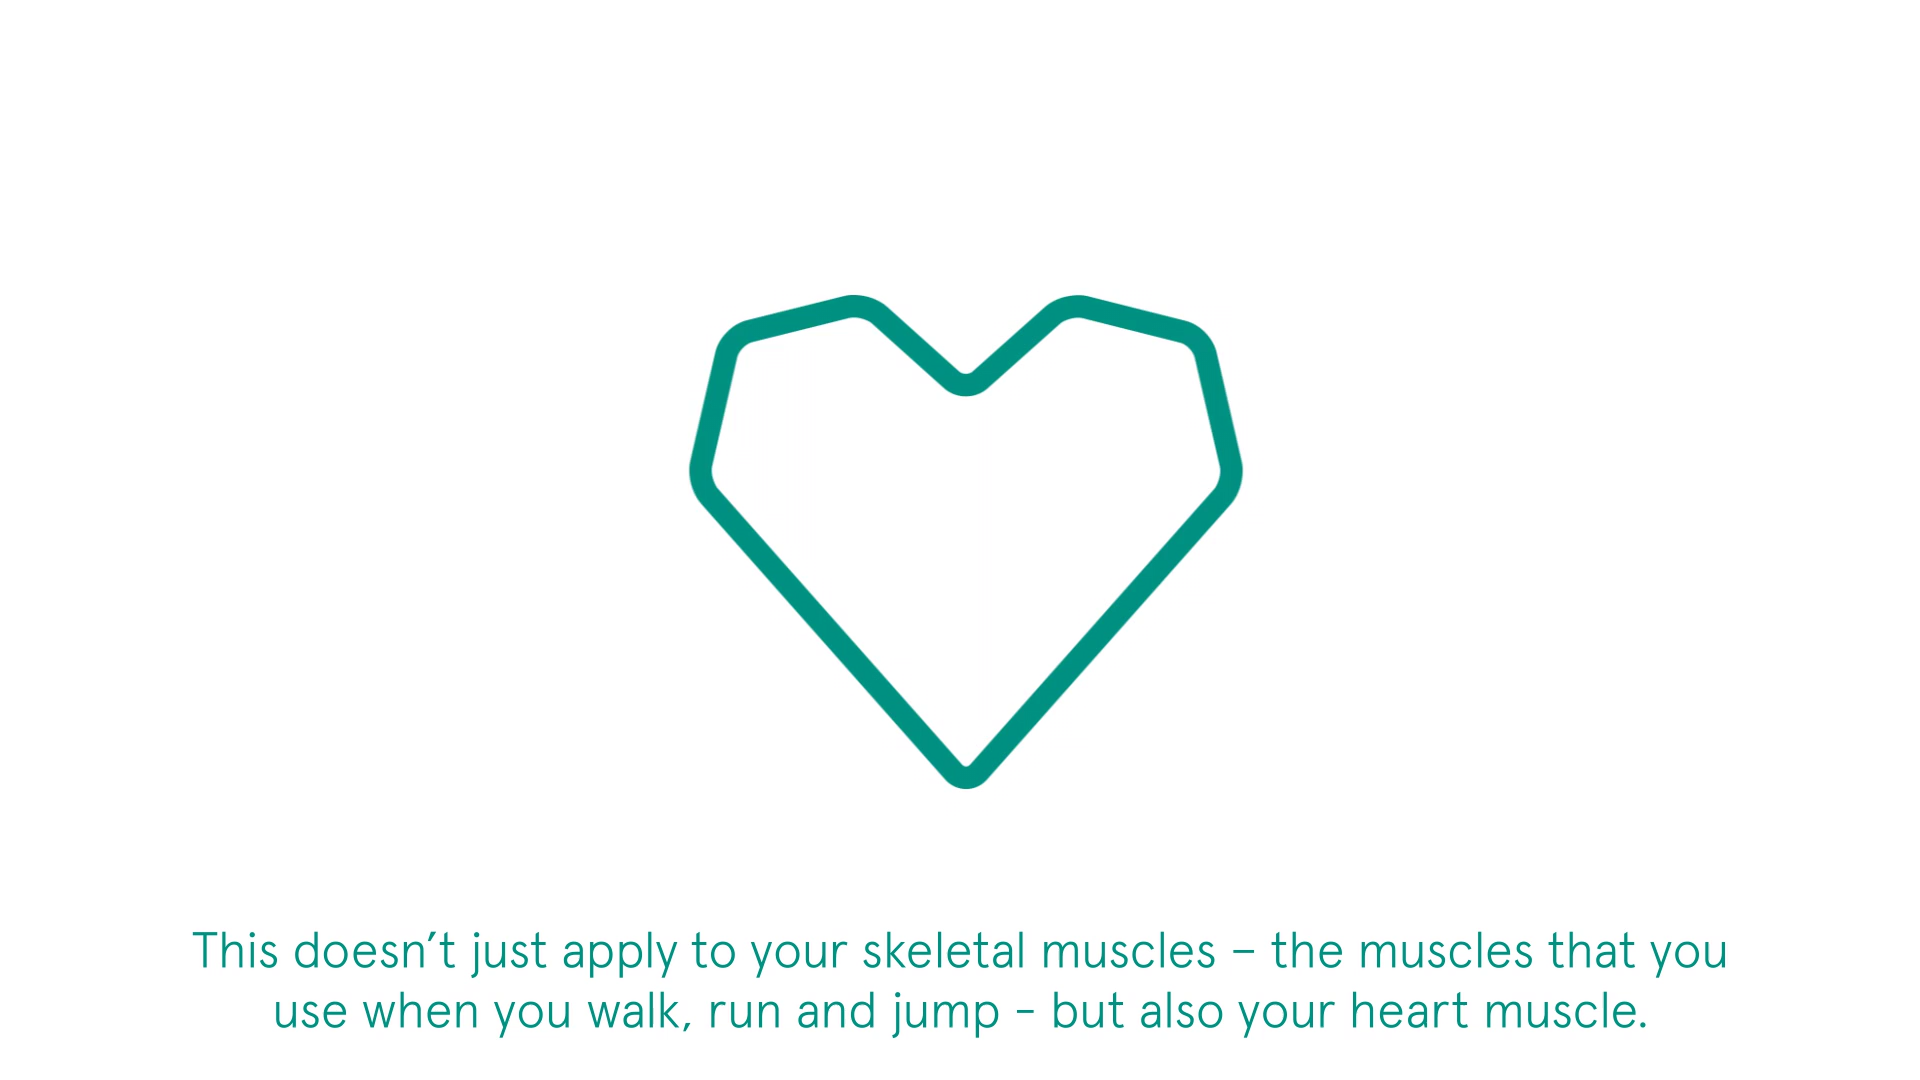 This doesn’t just apply to your skeletal muscles – the muscles that you
use when you walk, run and jump - but also your heart muscle.